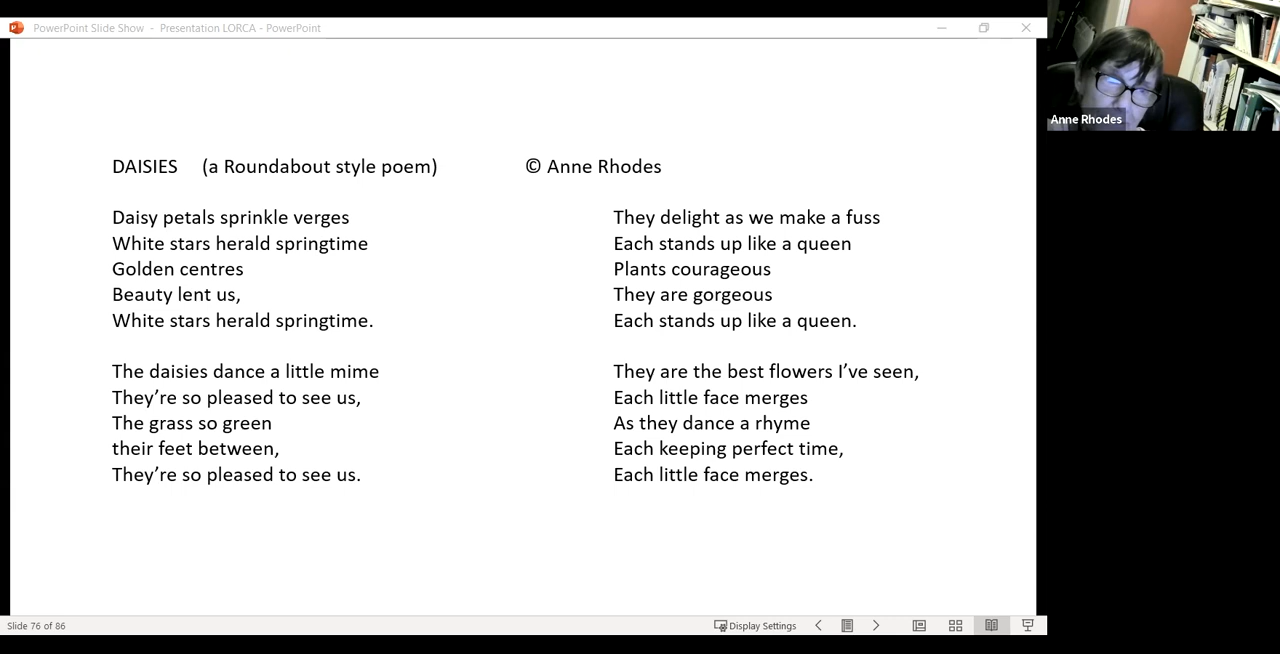 PowerPoint Slide Show - Presentation LORCA - PowerPoint
Anne Rhodes
DAISIES (a Roundabout style poem) © Anne Rhodes
Daisy petals sprinkle verges
White stars herald springtime
Golden centres
Beauty lent us,
White stars herald springtime.
The daisies dance a little mime
They’re so pleased to see us,
The grass so green
their feet between,
They’re so pleased to see us.
They delight as we make a fuss
Each stands up like a queen
Plants courageous
They are gorgeous
Each stands up like a queen.
They are the best flowers I’ve seen,
Each little face merges
As they dance a rhyme
Each keeping perfect time,
Each little face merges.
Slide 76 of 86
Display Settings